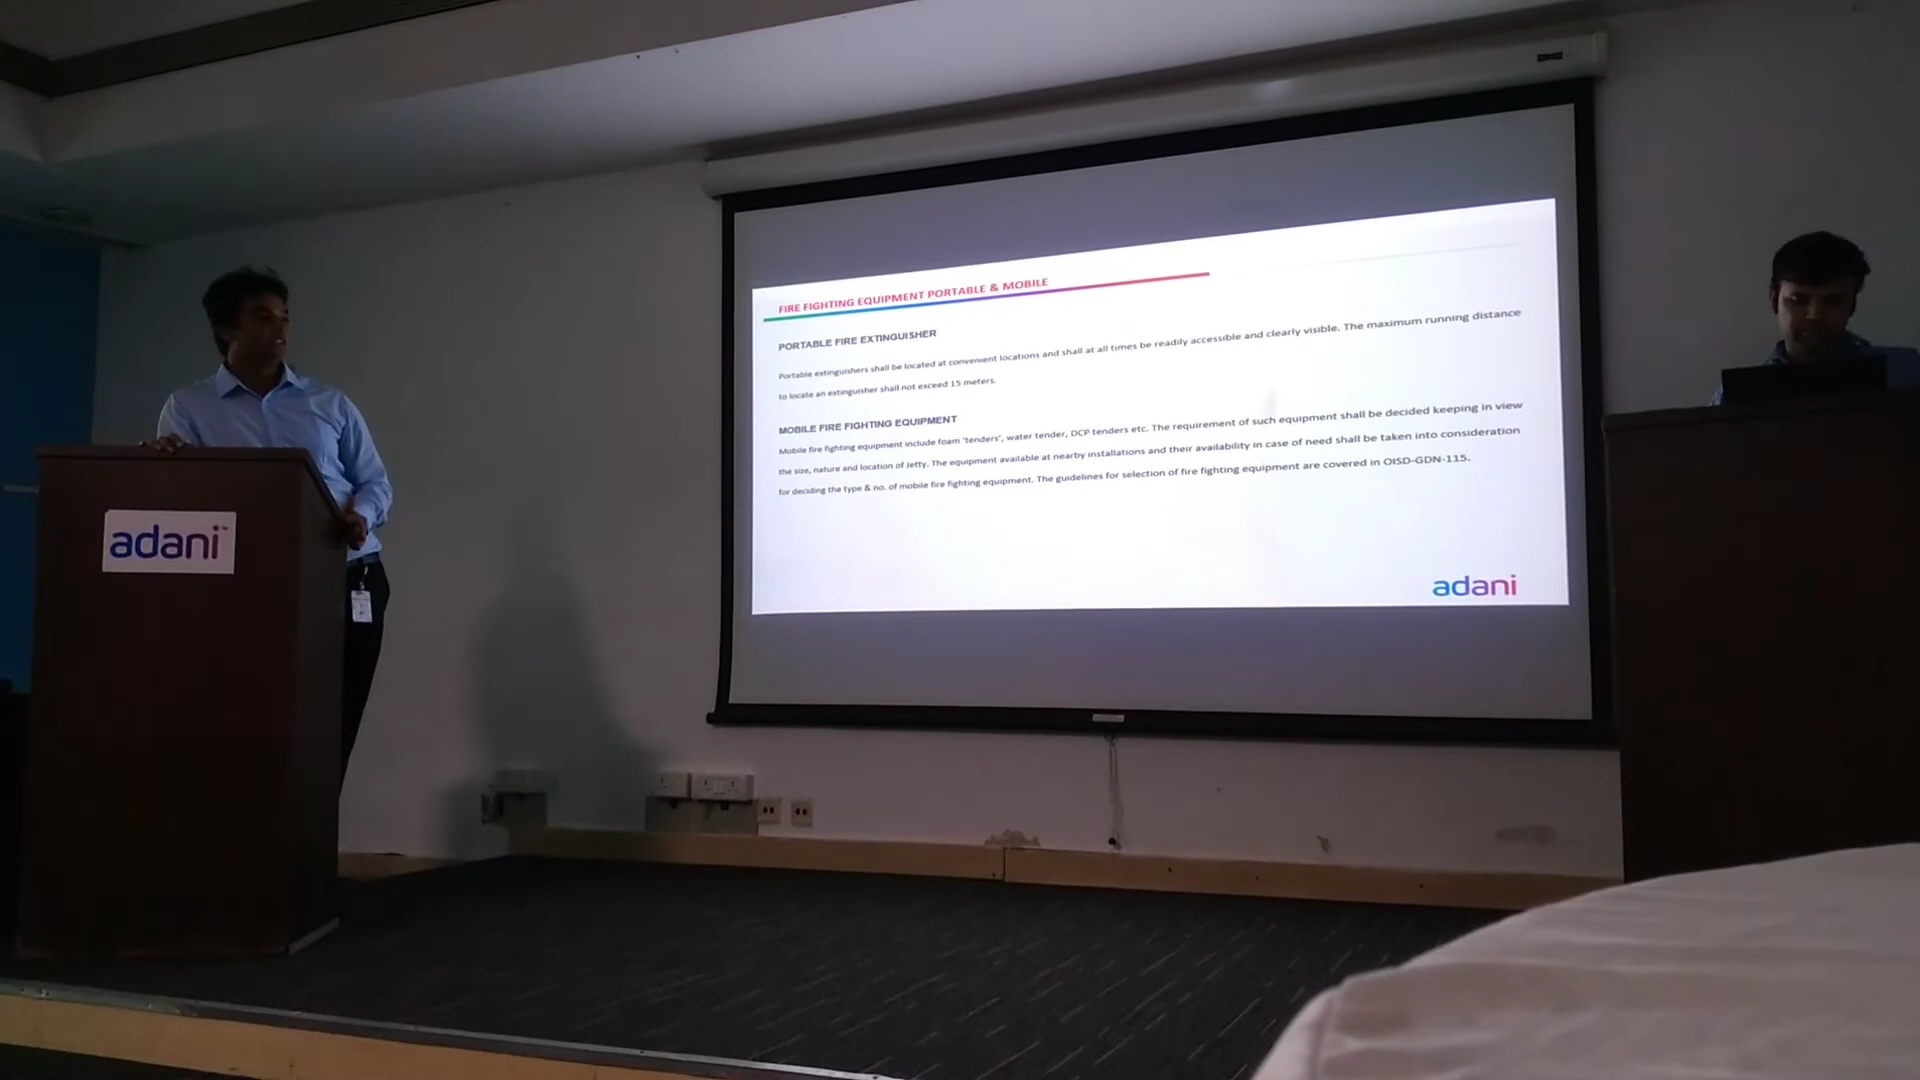 FIRE FIGHTING EQUIPMENT PORTABLE & MOBILE
PORTABLE FIRE EXTINGUISHER
Portable extinguishers shall be located at convenient locations and shall at all times be readily accessible and clearly visible. The maximum running distance
to locate an extinguisher shall not exceed 15 meters.
MOBILE FIRE FIGHTING EQUIPMENT
Mobile fire fighting equipment include foam 'tenders', water tender, DCP tenders etc. The requirement of such equipment shall be decided keeping in view
the size, nature and location of Jetty. The equipment available at nearby installations and their availability in case of need shall be taken into consideration
for deciding the type & no. of mobile fire fighting equipment. The guidelines for selection of fire fighting equipment are covered in OISD-GDN-115.
adani
adani™